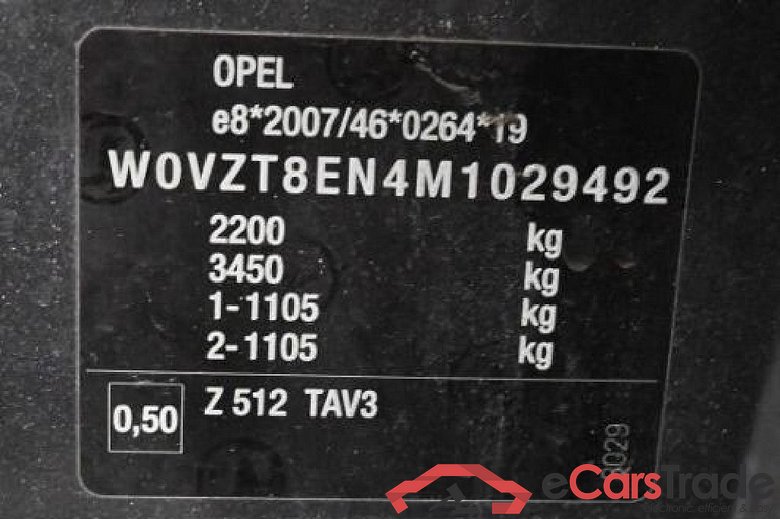 OPEL
e8*2007/46*0264*19
W0VZT8EN4M1029492
2200 kg
3450 kg
1-1105 kg
2-1105 kg
0,50 Z 512 TAV3
eCarsTrade